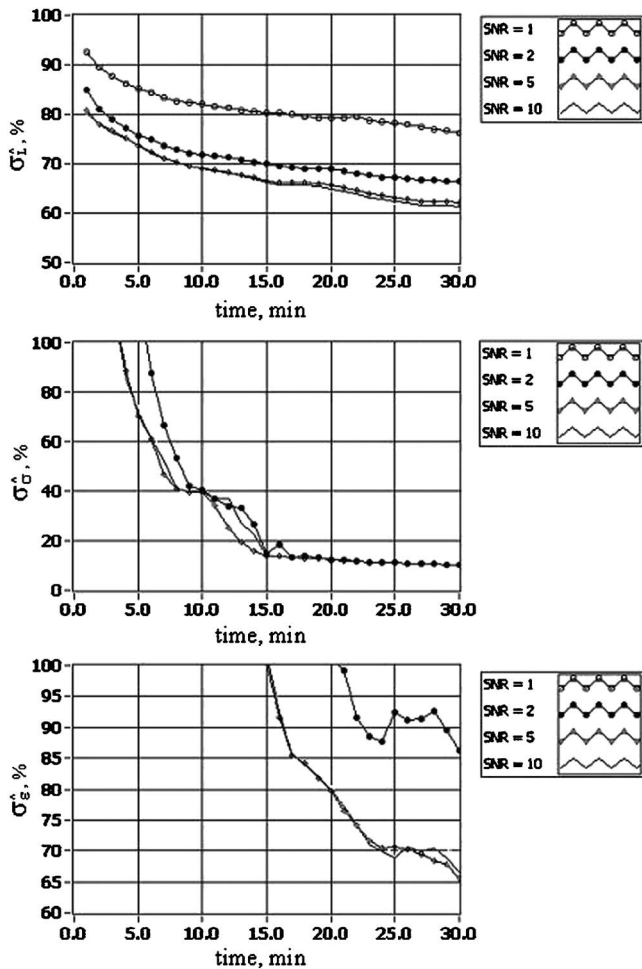 100
90
80
70
60
50
σ_L̂, %
0.0 5.0 10.0 15.0 20.0 25.0 30.0
time, min
SNR = 1
SNR = 2
SNR = 5
SNR = 10
100
80
60
40
20
0
σ_σ̂, %
0.0 5.0 10.0 15.0 20.0 25.0 30.0
time, min
SNR = 1
SNR = 2
SNR = 5
SNR = 10
100
95
90
85
80
75
70
65
60
σ_ε̂, %
0.0 5.0 10.0 15.0 20.0 25.0 30.0
time, min
SNR = 1
SNR = 2
SNR = 5
SNR = 10